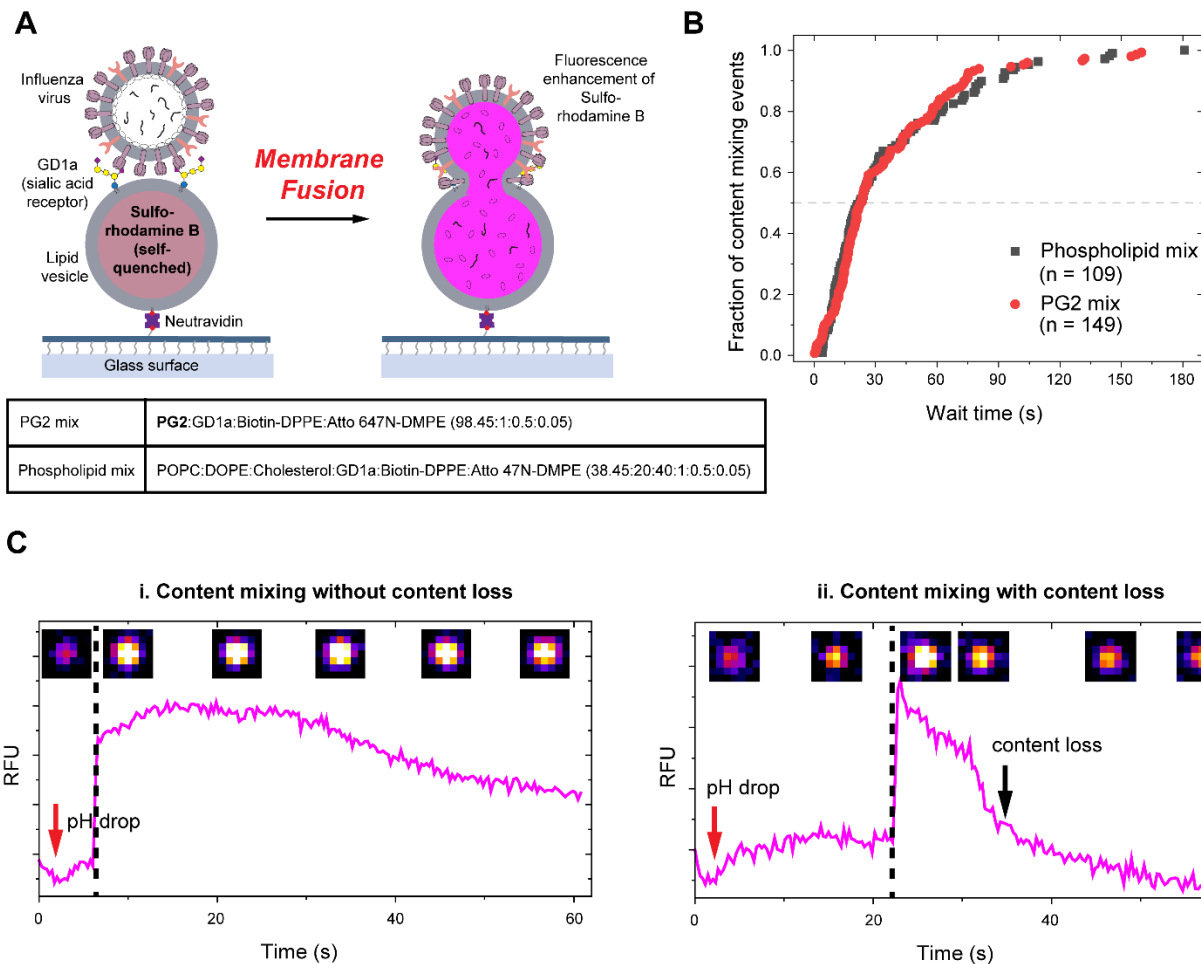 A
Influenza
virus
GD1a
(sialic acid
receptor)
Lipid
vesicle
Sulfo-
rhodamine B
(self-
quenched)
Neutravidin
Glass surface
Membrane
Fusion
Fluorescence
enhancement of
Sulfo-
rhodamine B
PG2 mix
PG2:GD1a:Biotin-DPPE:Atto 647N-DMPE (98.45:1:0.5:0.05)
Phospholipid mix
POPC:DOPE:Cholesterol:GD1a:Biotin-DPPE:Atto 47N-DMPE (38.45:20:40:1:0.5:0.05)
B
Fraction of content mixing events
1.0
0.8
0.6
0.4
0.2
0.0
Phospholipid mix
(n = 109)
PG2 mix
(n = 149)
0 30 60 90 120 150 180
Wait time (s)
C
i. Content mixing without content loss
RFU
pH drop
0 20 40 60
Time (s)
ii. Content mixing with content loss
RFU
pH drop
content loss
0 20 40
Time (s)